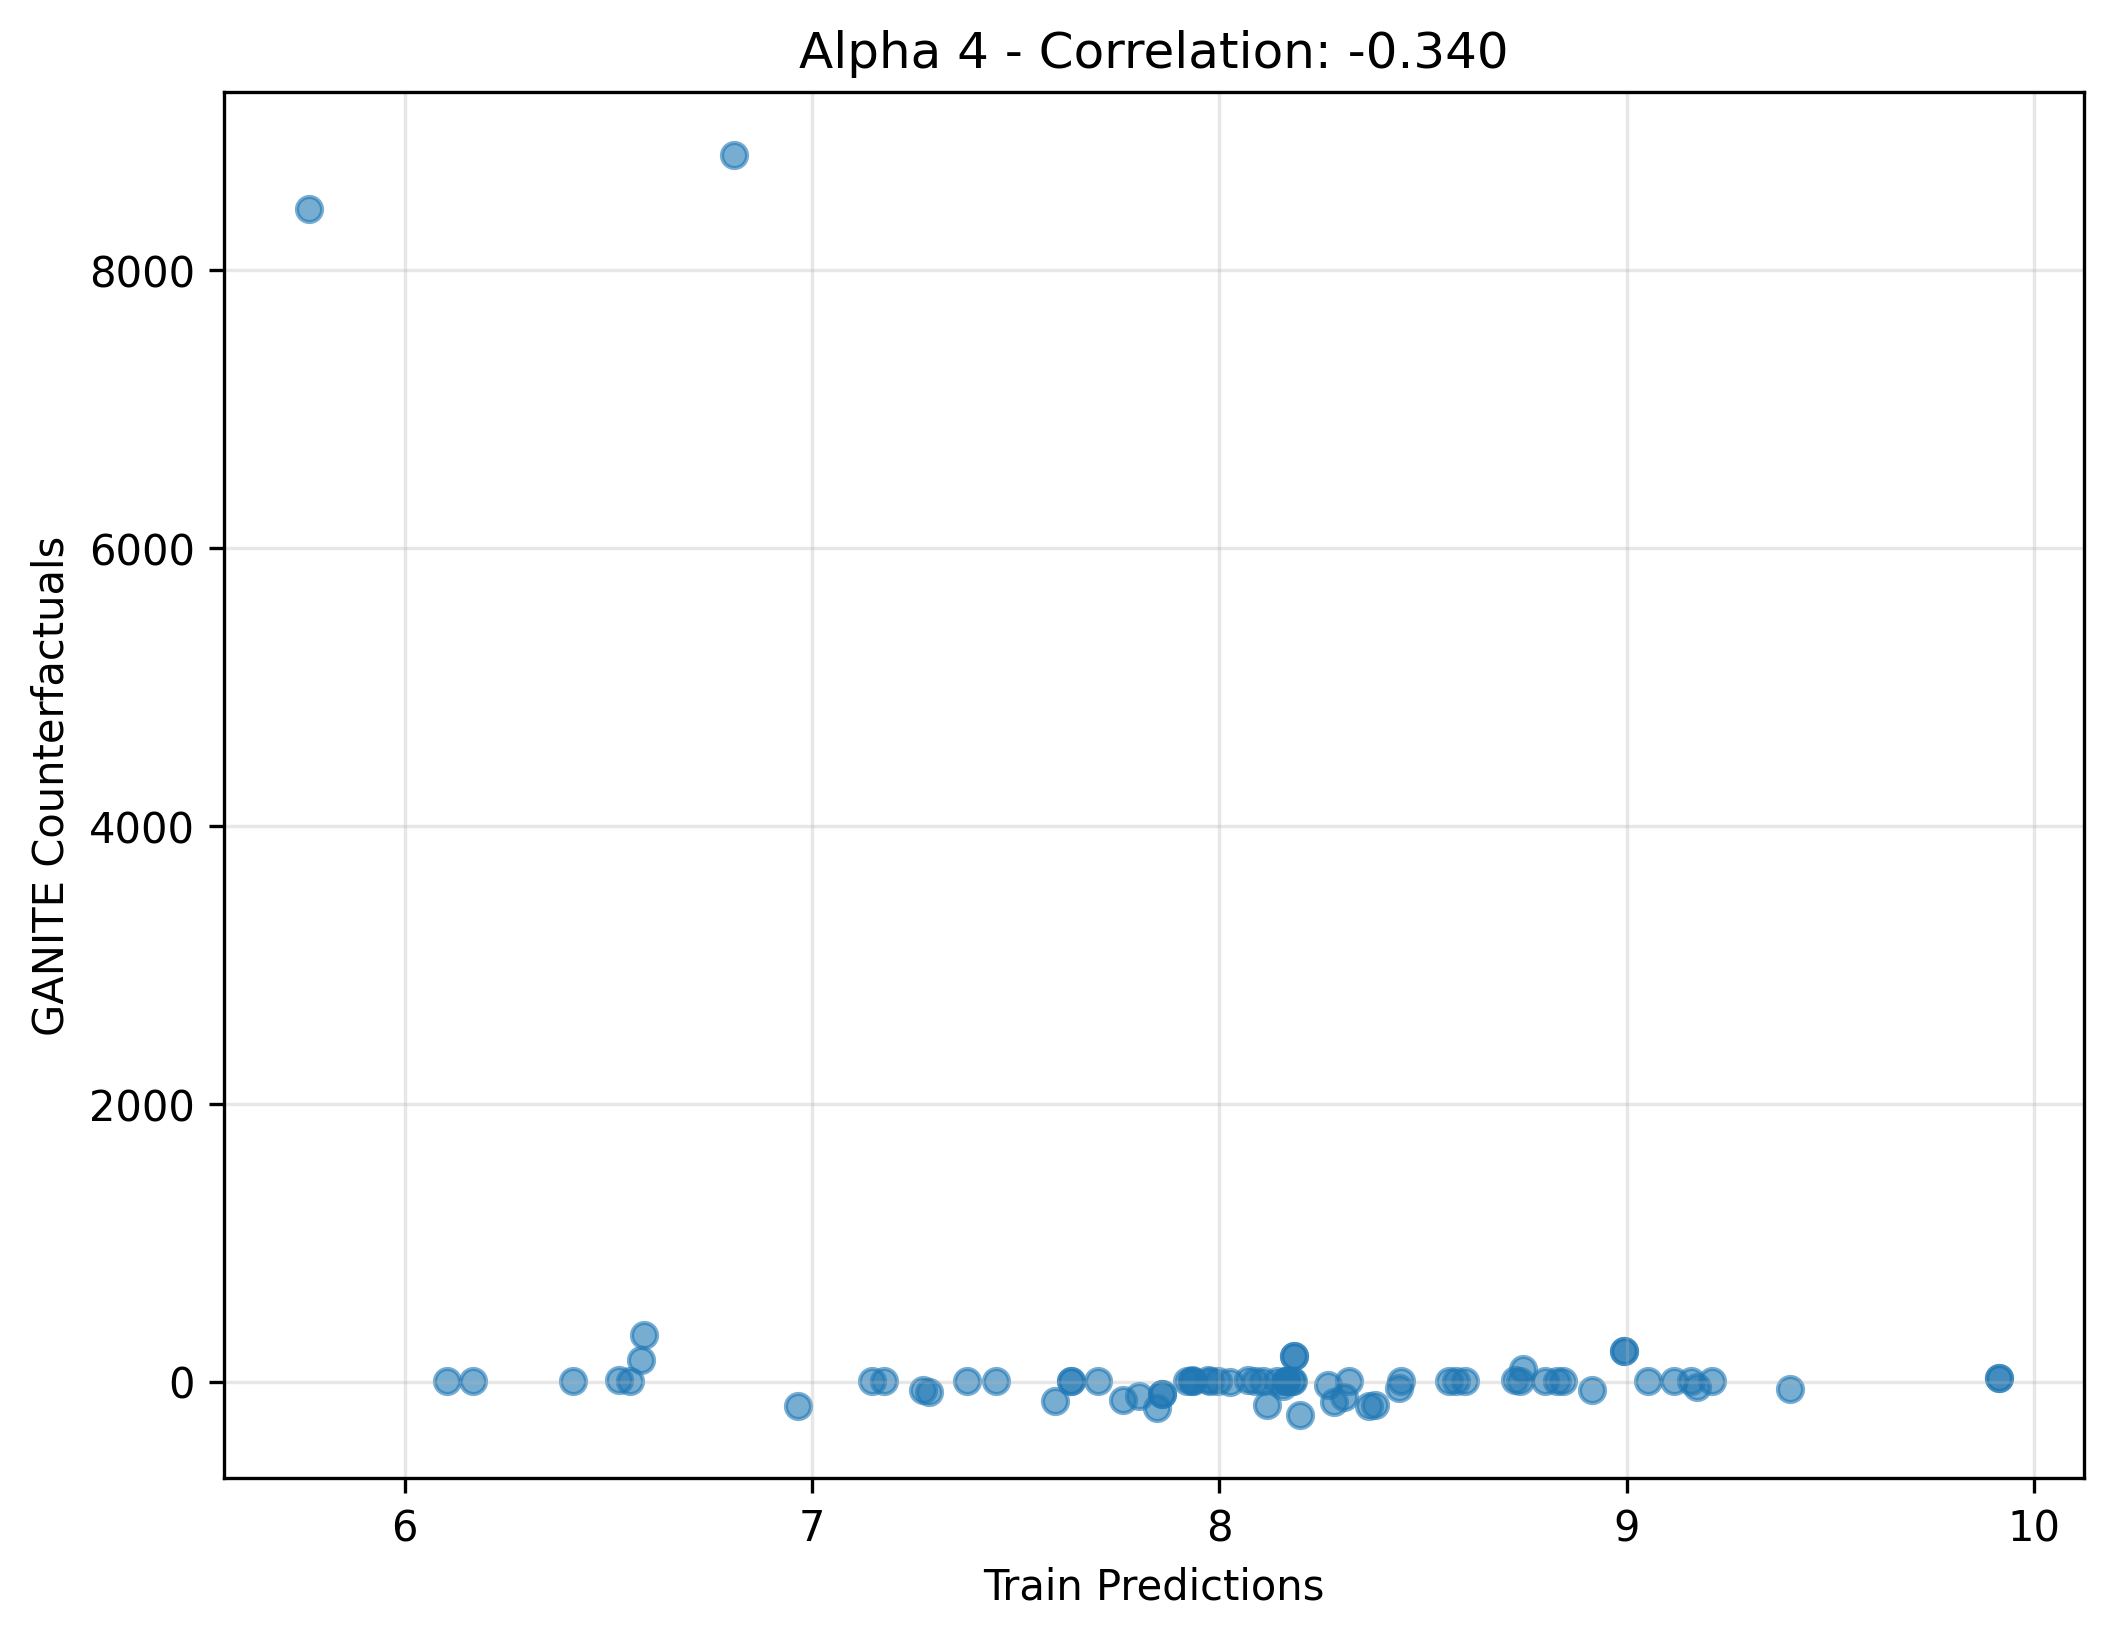 Alpha 4 - Correlation: -0.340
GANITE Counterfactuals
8000
6000
4000
2000
0
6 7 8 9 10
Train Predictions